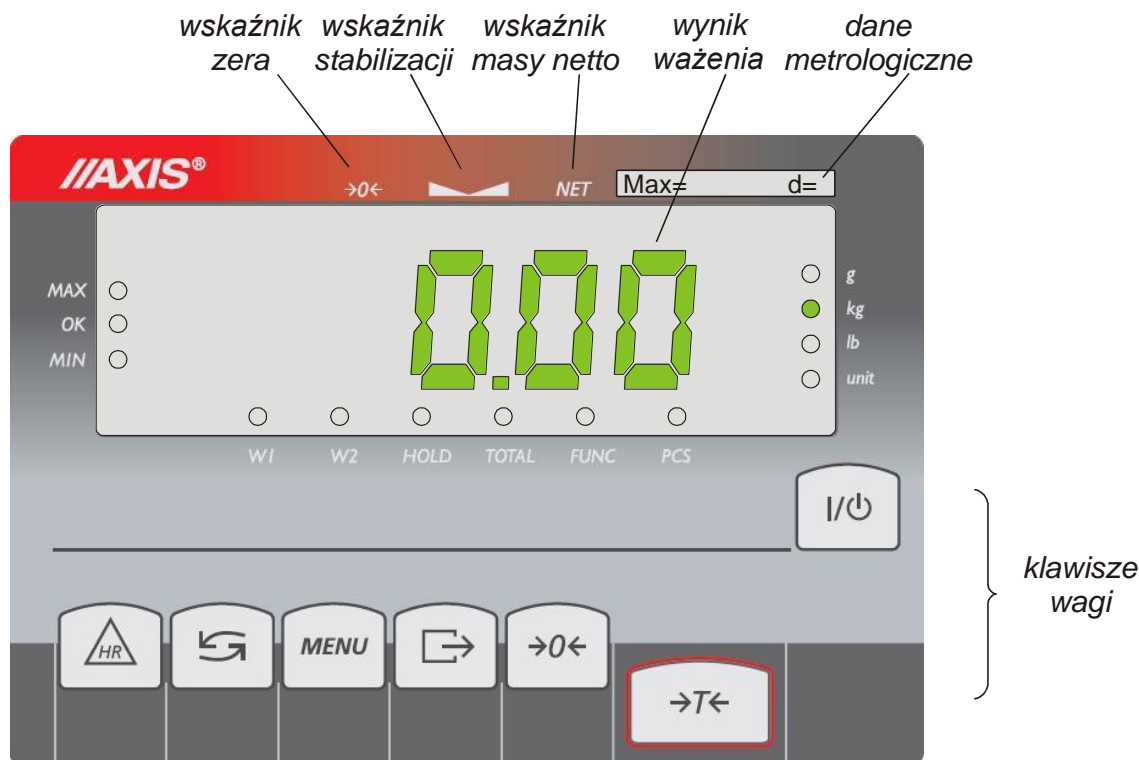 wskaźnik wskaźnik wskaźnik wynik dane
zera stabilizacji masy netto ważenia metrologiczne
//AXIS®
→0← NET Max= d=
0.00
MAX
OK
MIN
g
kg
lb
unit
W1 W2 HOLD TOTAL FUNC PCS
I/⏻
klawisze
wagi
HR MENU →0←
→T←